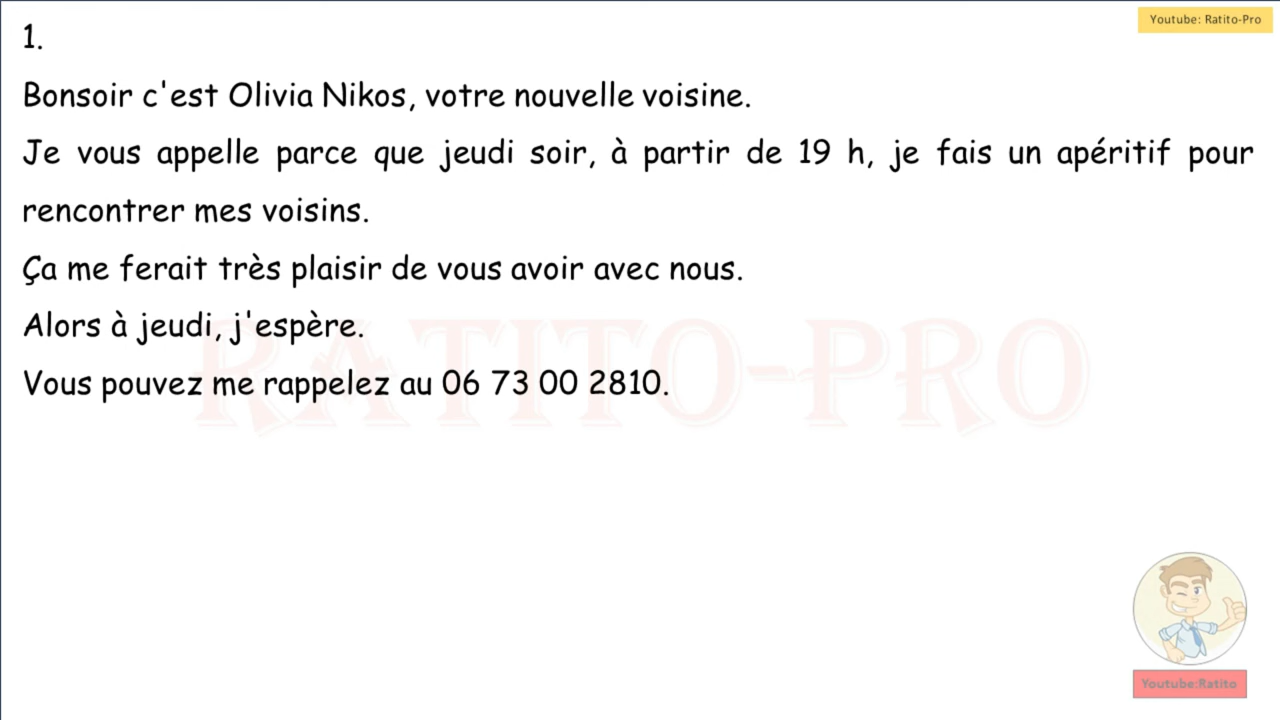 Youtube: Ratito-Pro
1.
Bonsoir c'est Olivia Nikos, votre nouvelle voisine.
Je vous appelle parce que jeudi soir, à partir de 19 h, je fais un apéritif pour
rencontrer mes voisins.
Ça me ferait très plaisir de vous avoir avec nous.
Alors à jeudi, j'espère.
Vous pouvez me rappelez au 06 73 00 2810.
RATITO-PRO
Youtube:Ratito